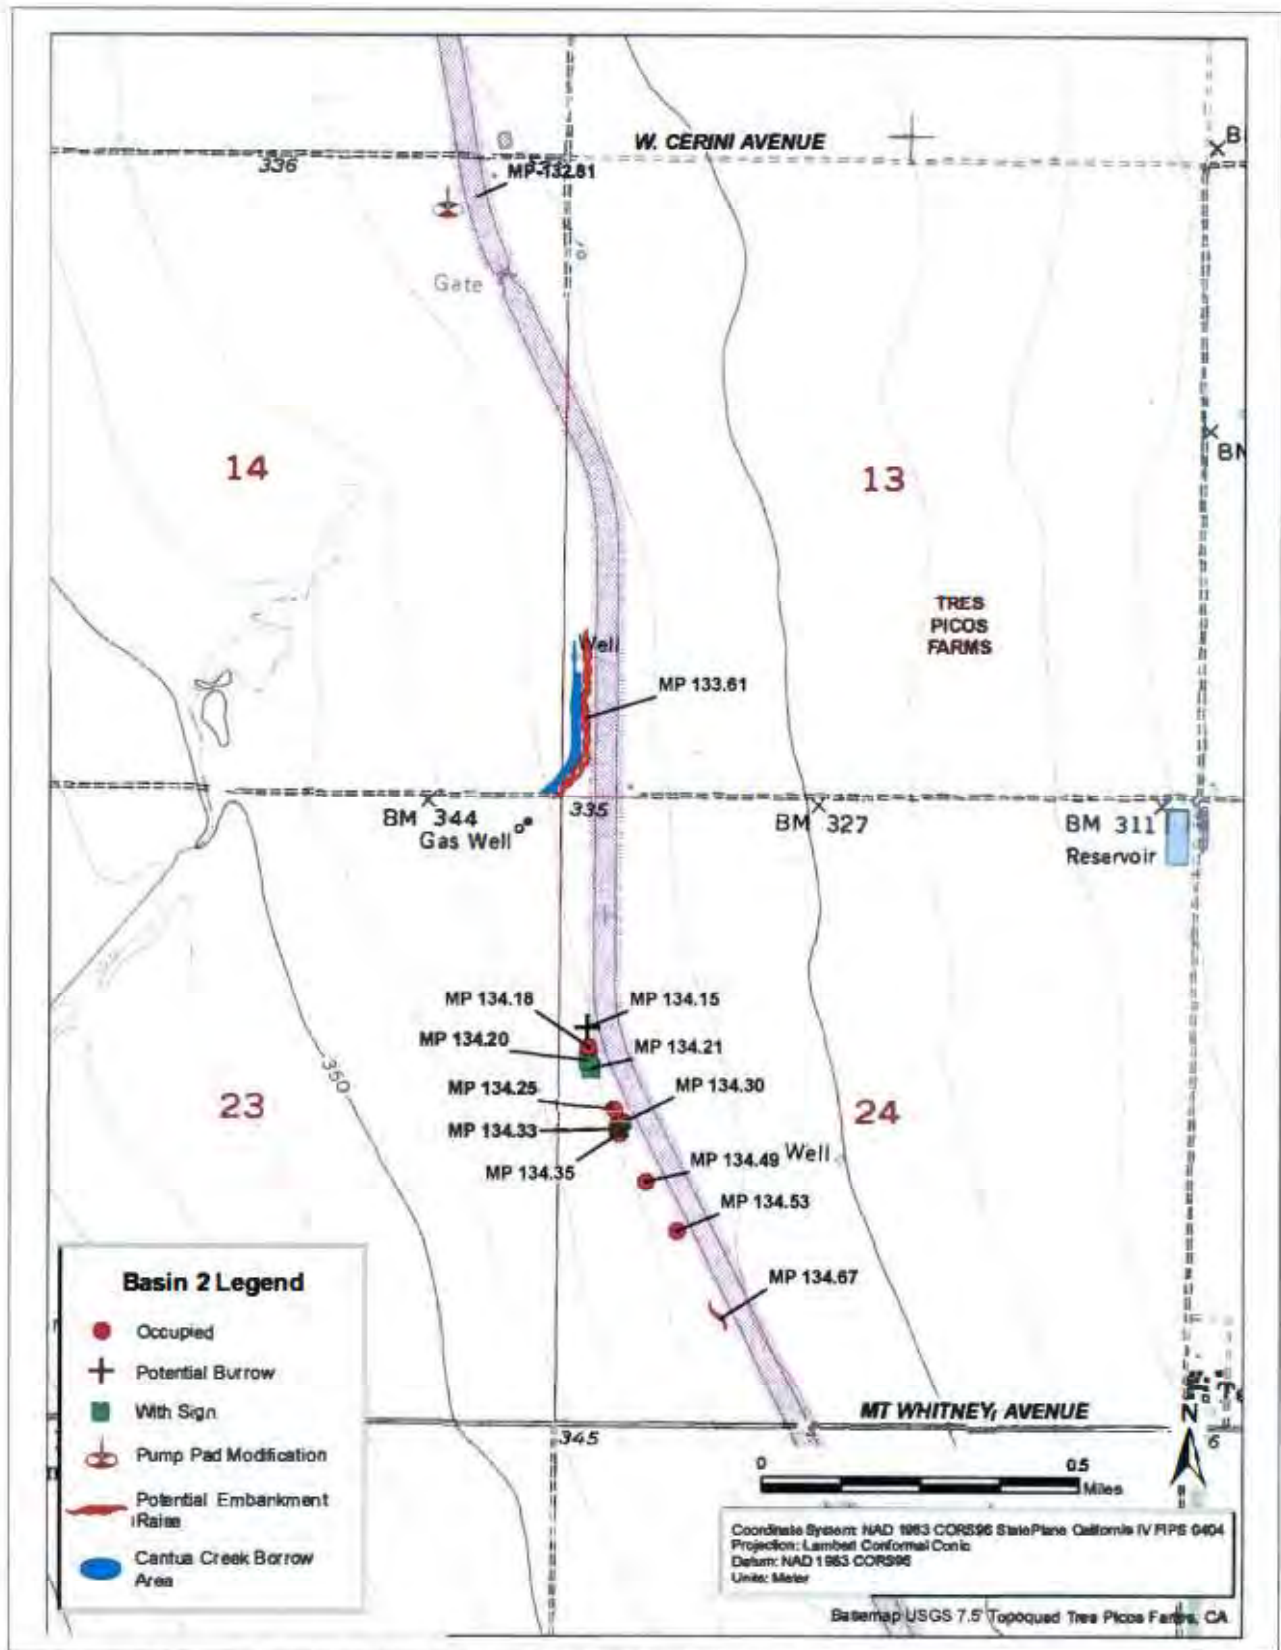 W. CERINI AVENUE
336
MP-132.81
Gate
14
13
BM
TRES
PICOS
FARMS
Well
MP 133.61
335
BM 344
Gas Well
BM 327
BM 311
Reservoir
MP 134.18
MP 134.15
MP 134.20
MP 134.21
MP 134.25
MP 134.30
350
23
24
MP 134.33
MP 134.35
MP 134.49
Well
MP 134.53
MP 134.67
Basin 2 Legend
Occupied
Potential Burrow
With Sign
Pump Pad Modification
Potential Embankment
Raise
Cantua Creek Borrow
Area
MT WHITNEY, AVENUE
345
N
6
0
0.5
Miles
Coordinate System: NAD 1983 CORS96 StatePlane California IV FIPS 0404
Projection: Lambert Conformal Conic
Datum: NAD 1983 CORS96
Units: Meter
Basemap USGS 7.5' Topoquad Tres Picos Farms, CA